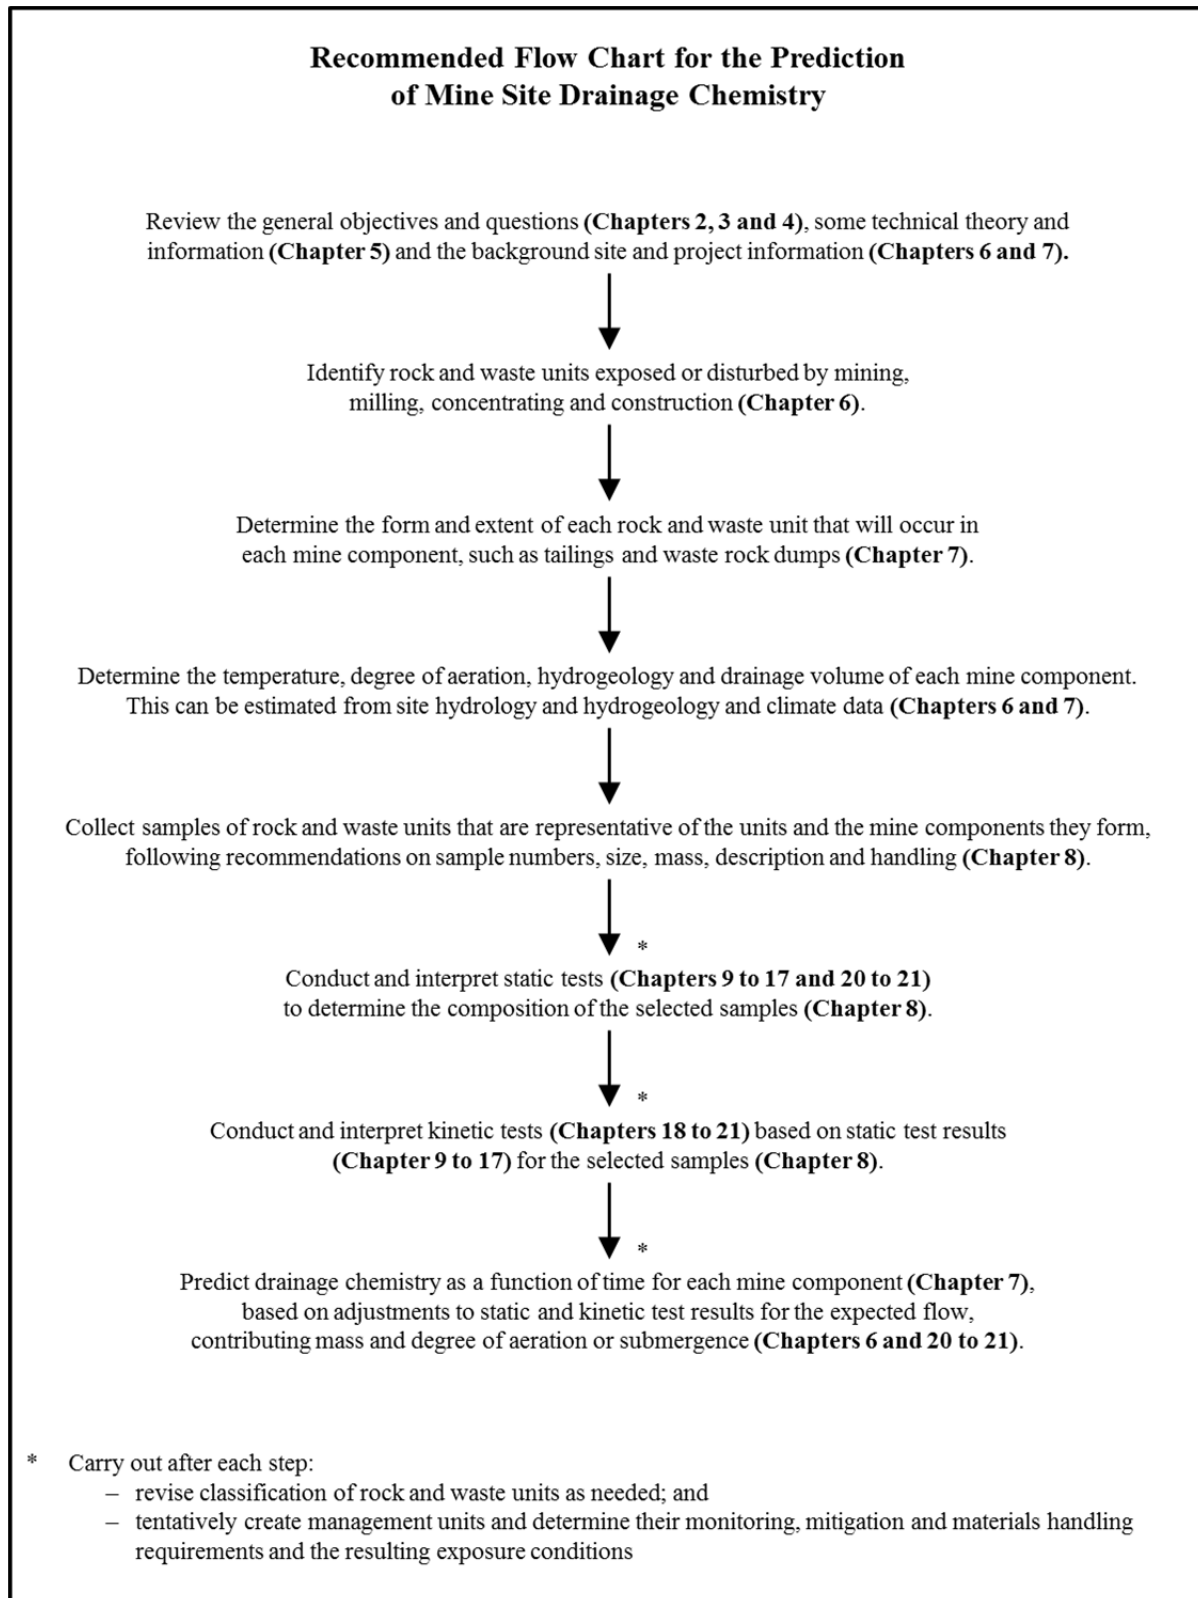 Recommended Flow Chart for the Prediction
of Mine Site Drainage Chemistry
Review the general objectives and questions (Chapters 2, 3 and 4), some technical theory and
information (Chapter 5) and the background site and project information (Chapters 6 and 7).
Identify rock and waste units exposed or disturbed by mining,
milling, concentrating and construction (Chapter 6).
Determine the form and extent of each rock and waste unit that will occur in
each mine component, such as tailings and waste rock dumps (Chapter 7).
Determine the temperature, degree of aeration, hydrogeology and drainage volume of each mine component.
This can be estimated from site hydrology and hydrogeology and climate data (Chapters 6 and 7).
Collect samples of rock and waste units that are representative of the units and the mine components they form,
following recommendations on sample numbers, size, mass, description and handling (Chapter 8).
*
Conduct and interpret static tests (Chapters 9 to 17 and 20 to 21)
to determine the composition of the selected samples (Chapter 8).
*
Conduct and interpret kinetic tests (Chapters 18 to 21) based on static test results
(Chapter 9 to 17) for the selected samples (Chapter 8).
*
Predict drainage chemistry as a function of time for each mine component (Chapter 7),
based on adjustments to static and kinetic test results for the expected flow,
contributing mass and degree of aeration or submergence (Chapters 6 and 20 to 21).
* Carry out after each step:
– revise classification of rock and waste units as needed; and
– tentatively create management units and determine their monitoring, mitigation and materials handling
requirements and the resulting exposure conditions